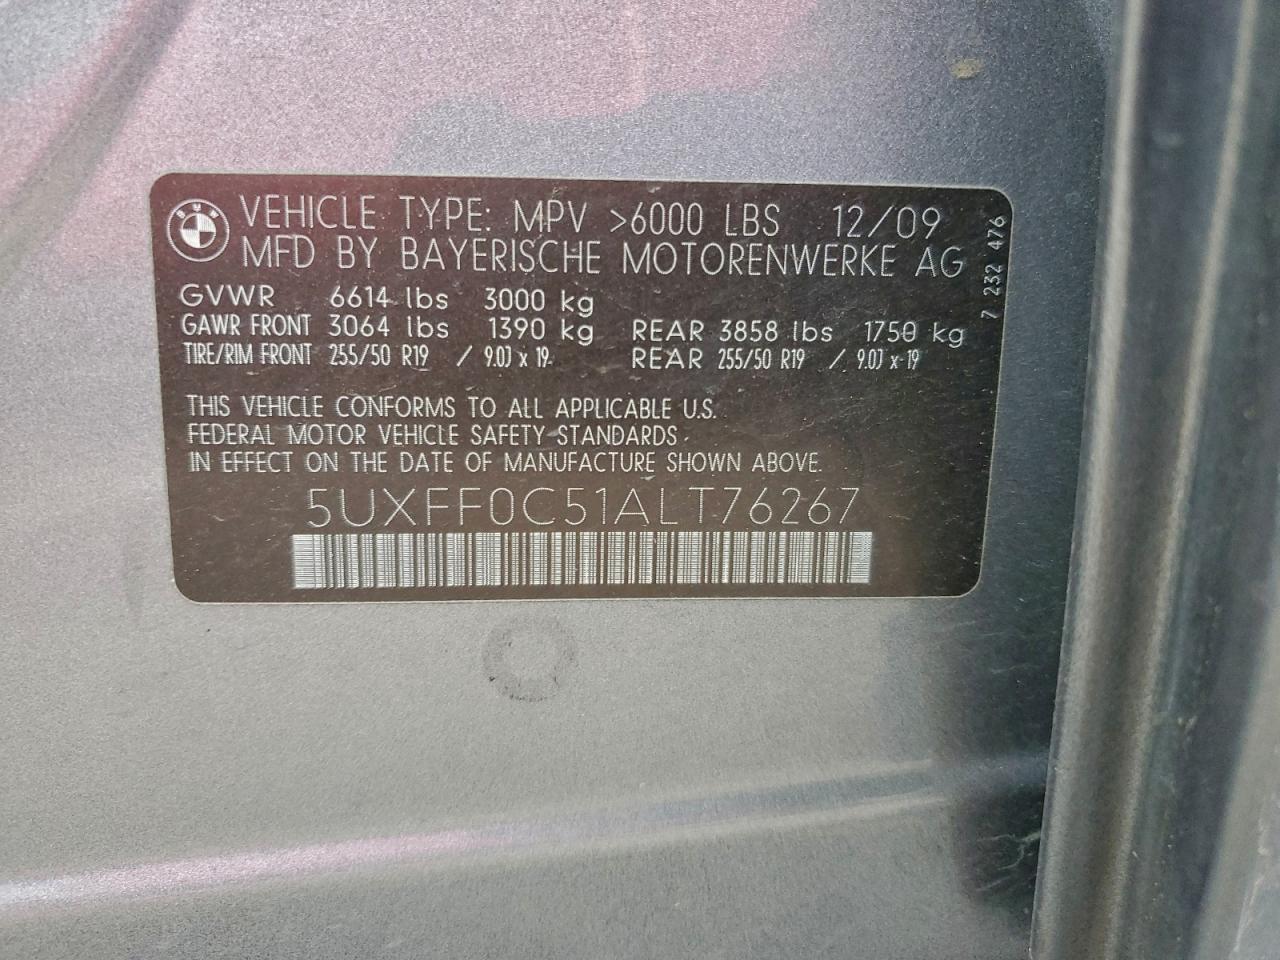 VEHICLE TYPE: MPV >6000 LBS 12/09
MFD BY BAYERISCHE MOTORENWERKE AG
GVWR 6614 lbs 3000 kg
GAWR FRONT 3064 lbs 1390 kg REAR 3858 lbs 1750 kg
TIRE/RIM FRONT 255/50 R19 / 9.0J x 19 REAR 255/50 R19 / 9.0J x 19
THIS VEHICLE CONFORMS TO ALL APPLICABLE U.S.
FEDERAL MOTOR VEHICLE SAFETY STANDARDS
IN EFFECT ON THE DATE OF MANUFACTURE SHOWN ABOVE.
5UXFF0C51ALT76267
7 232 476